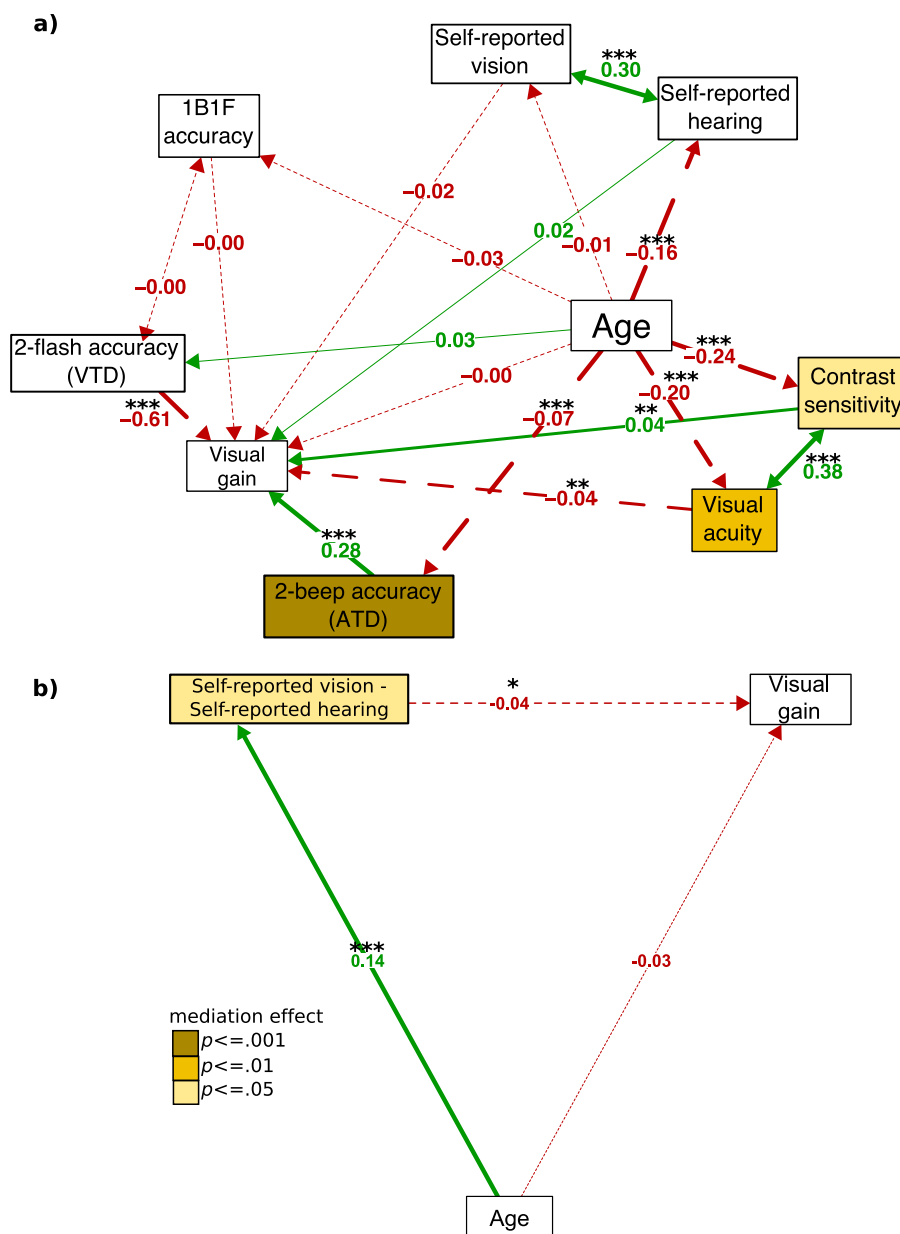 a)
Self-reported
vision
***
0.30
Self-reported
hearing
1B1F
accuracy
−0.02
−0.00
0.02
−0.01
***
−0.16
−0.03
−0.00
Age
2-flash accuracy
(VTD)
0.03
***
−0.24
−0.00
***
−0.20
Contrast
sensitivity
***
−0.61
***
−0.07
**
0.04
Visual
gain
***
0.38
**
−0.04
Visual
acuity
***
0.28
2-beep accuracy
(ATD)
b)
Self-reported vision -
Self-reported hearing
*
-0.04
Visual
gain
***
0.14
-0.03
mediation effect
p<=.001
p<=.01
p<=.05
Age